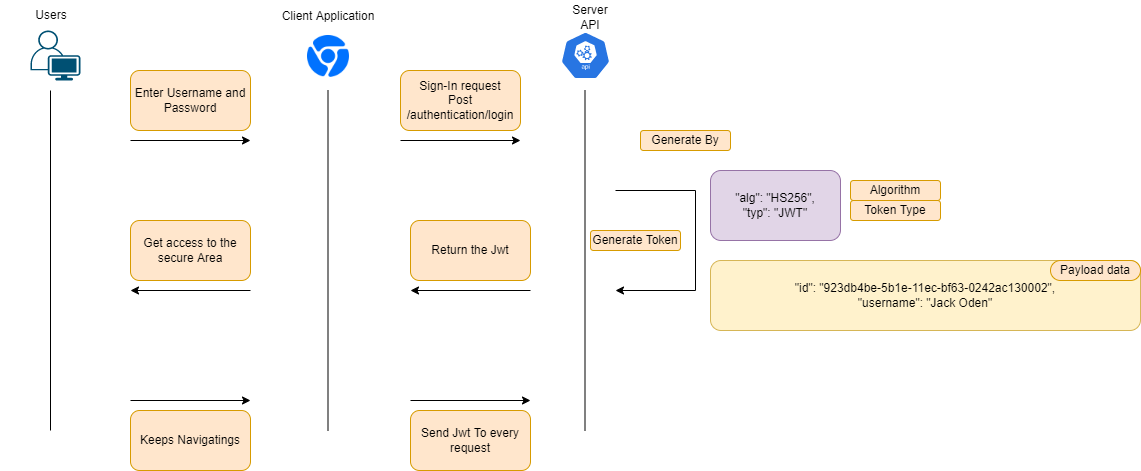 Users
Client Application
Server
API
api
Enter Username and
Password
Sign-In request
Post
/authentication/login
Generate By
"alg": "HS256",
"typ": "JWT"
Algorithm
Token Type
Get access to the
secure Area
Return the Jwt
Generate Token
Payload data
"id": "923db4be-5b1e-11ec-bf63-0242ac130002",
"username": "Jack Oden"
Keeps Navigatings
Send Jwt To every
request